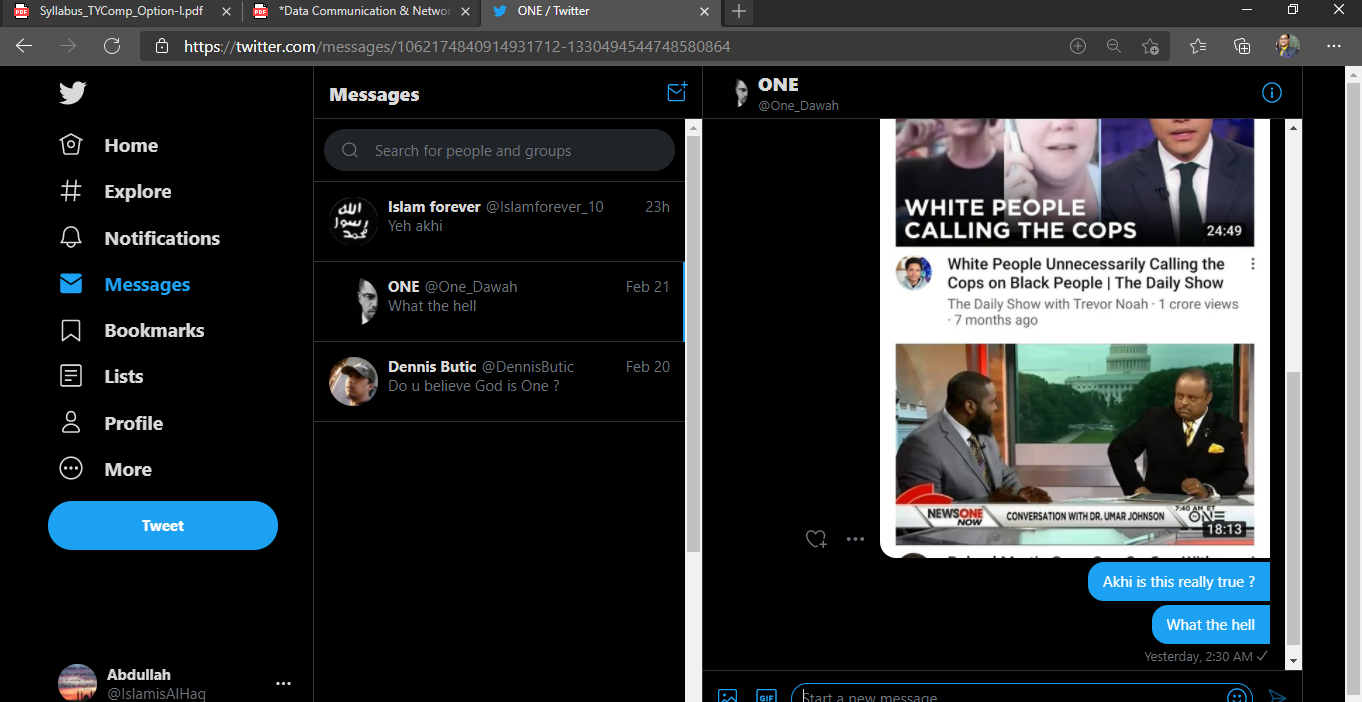 Syllabus_TYComp_Option-I.pdf
*Data Communication & Networ
ONE / Twitter
https://twitter.com/messages/1062174840914931712-1330494544748580864
Home
Explore
Notifications
Messages
Bookmarks
Lists
Profile
More
Tweet
Abdullah
@IslamisAlHaq
Messages
Search for people and groups
الله
رسول
محمد
Islam forever @Islamforever_10 23h
Yeh akhi
ONE @One_Dawah Feb 21
What the hell
Dennis Butic @DennisButic Feb 20
Do u believe God is One ?
ONE
@One_Dawah
WHITE PEOPLE
CALLING THE COPS
24:49
White People Unnecessarily Calling the
Cops on Black People | The Daily Show
The Daily Show with Trevor Noah · 1 crore views
· 7 months ago
NEWSONE
NOW
CONVERSATION WITH DR. UMAR JOHNSON
7:40 AM ET
ONE
18:13
Akhi is this really true ?
What the hell
Yesterday, 2:30 AM
GIF
Start a new message